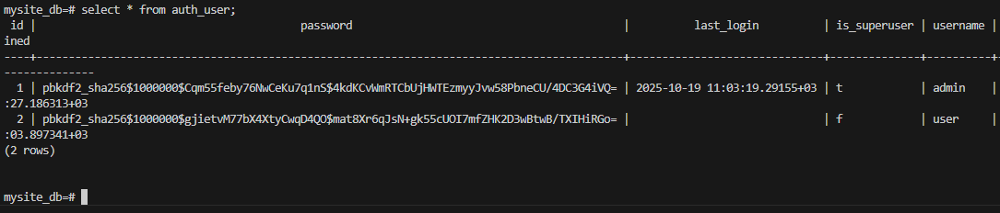 mysite_db=# select * from auth_user;
 id |                                         password                                          |          last_login           | is_superuser | username |
ined
----+-------------------------------------------------------------------------------------------+-------------------------------+--------------+----------+
--------------
  1 | pbkdf2_sha256$1000000$Cqm55feby76NwCeKu7q1nS$4kdKCvWmRTCbUjHWTEzmyyJvw58PbneCU/4DC3G4iVQ= | 2025-10-19 11:03:19.29155+03 | t            | admin    |
:27.186313+03
  2 | pbkdf2_sha256$1000000$gjietvM77bX4XtyCwqD4QO$mat8Xr6qJsN+gk55cUOI7mfZHK2D3wBtwB/TXIHiRGo= |                               | f            | user     |
:03.897341+03
(2 rows)
mysite_db=#